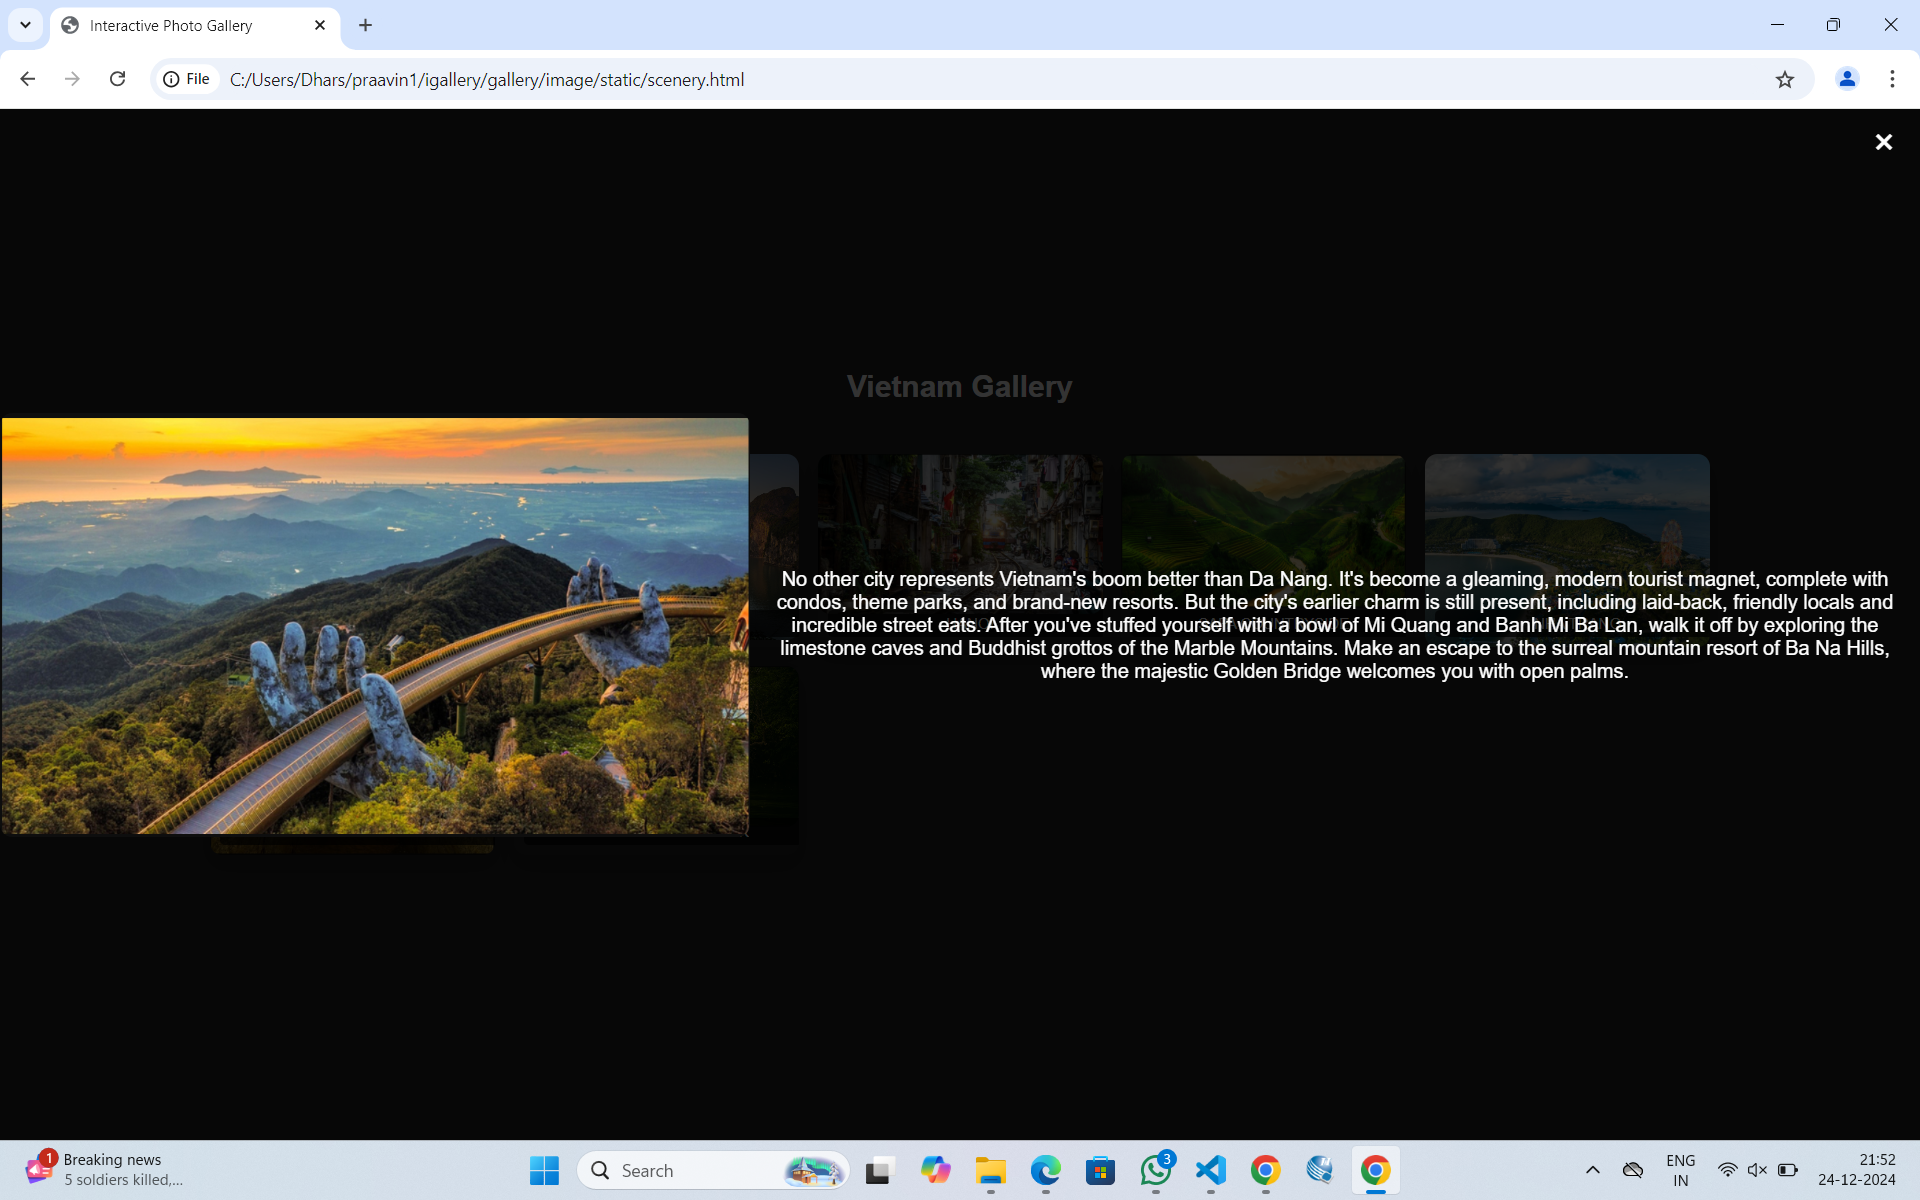 Interactive Photo Gallery
File
C:/Users/Dhars/praavin1/igallery/gallery/image/static/scenery.html
Vietnam Gallery
No other city represents Vietnam's boom better than Da Nang. It's become a gleaming, modern tourist magnet, complete with
condos, theme parks, and brand-new resorts. But the city's earlier charm is still present, including laid-back, friendly locals and
incredible street eats. After you've stuffed yourself with a bowl of Mi Quang and Banh Mi Ba Lan, walk it off by exploring the
limestone caves and Buddhist grottos of the Marble Mountains. Make an escape to the surreal mountain resort of Ba Na Hills,
where the majestic Golden Bridge welcomes you with open palms.
1
Breaking news
5 soldiers killed,...
Search
3
ENG
IN
21:52
24-12-2024